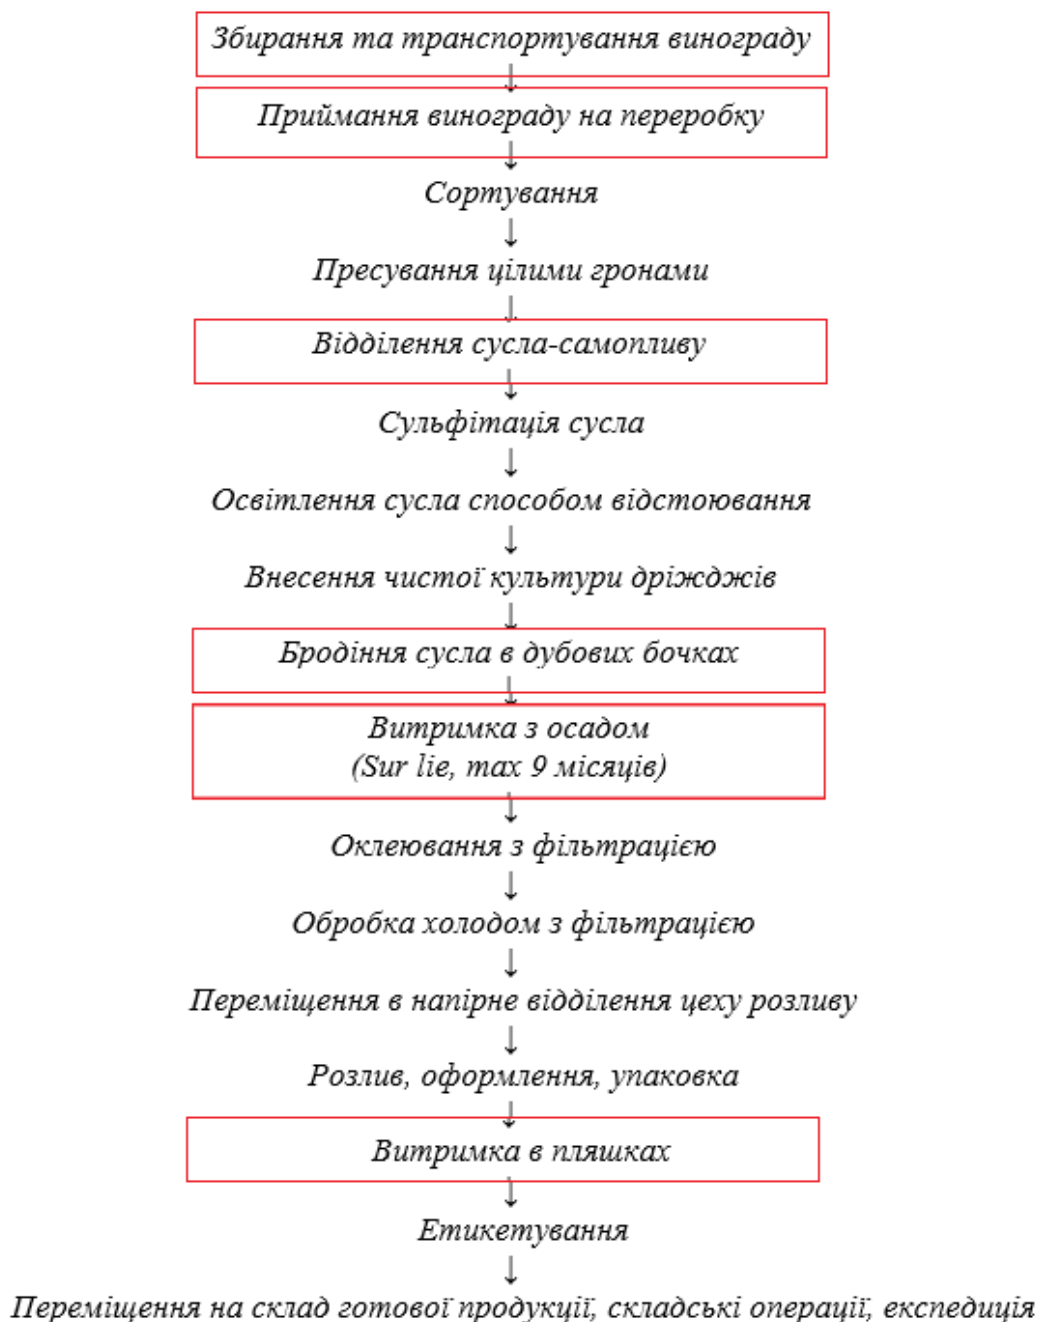 Збирання та транспортування винограду
Приймання винограду на переробку
Сортування
Пресування цілими гронами
Відділення сусла-самопливу
Сульфітація сусла
Освітлення сусла способом відстоювання
Внесення чистої культури дріжджів
Бродіння сусла в дубових бочках
Витримка з осадом
(Sur lie, max 9 місяців)
Оклеювання з фільтрацією
Обробка холодом з фільтрацією
Переміщення в напірне відділення цеху розливу
Розлив, оформлення, упаковка
Витримка в пляшках
Етикетування
Переміщення на склад готової продукції, складські операції, експедиція